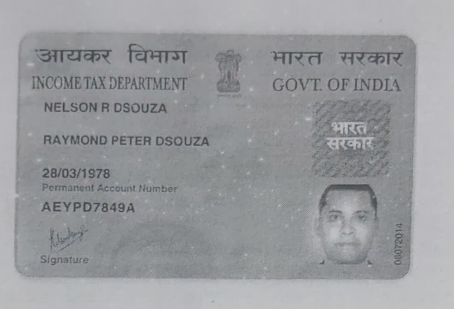 आयकर विभाग
INCOME TAX DEPARTMENT
भारत सरकार
GOVT. OF INDIA
NELSON R DSOUZA
RAYMOND PETER DSOUZA
भारत
सरकार
28/03/1978
Permanent Account Number
AEYPD7849A
Signature
08072014